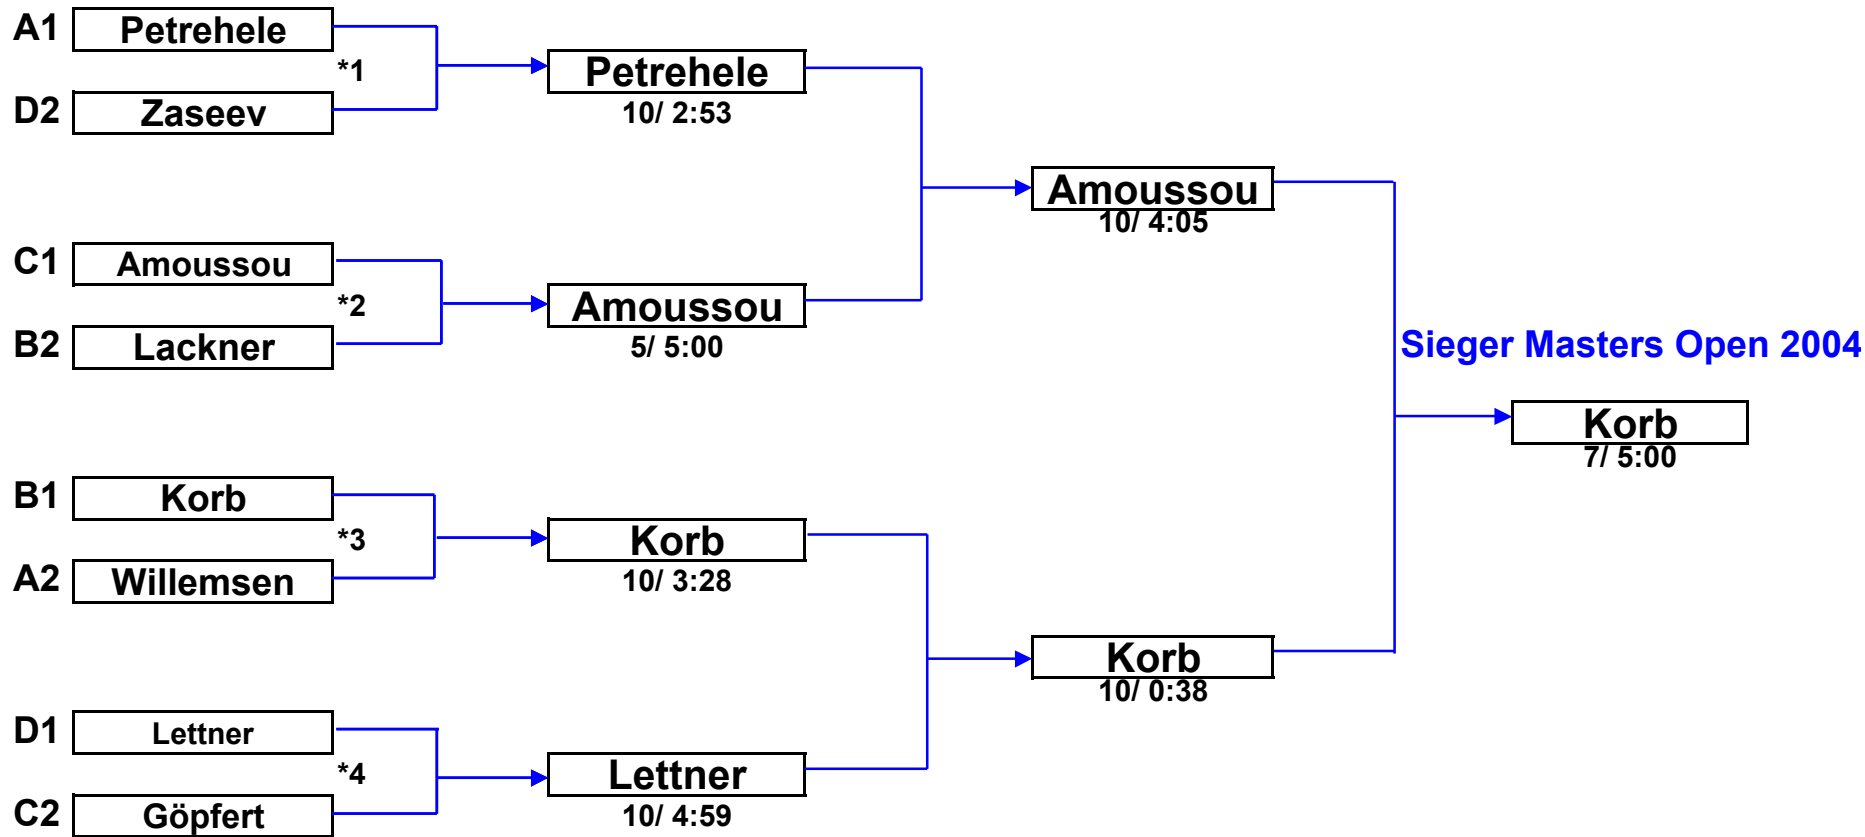 A1 Petrehele
*1
D2 Zaseev
Petrehele
10/ 2:53
C1 Amoussou
*2
B2 Lackner
Amoussou
5/ 5:00
Amoussou
10/ 4:05
B1 Korb
*3
A2 Willemsen
Korb
10/ 3:28
D1 Lettner
*4
C2 Göpfert
Lettner
10/ 4:59
Korb
10/ 0:38
Sieger Masters Open 2004
Korb
7/ 5:00